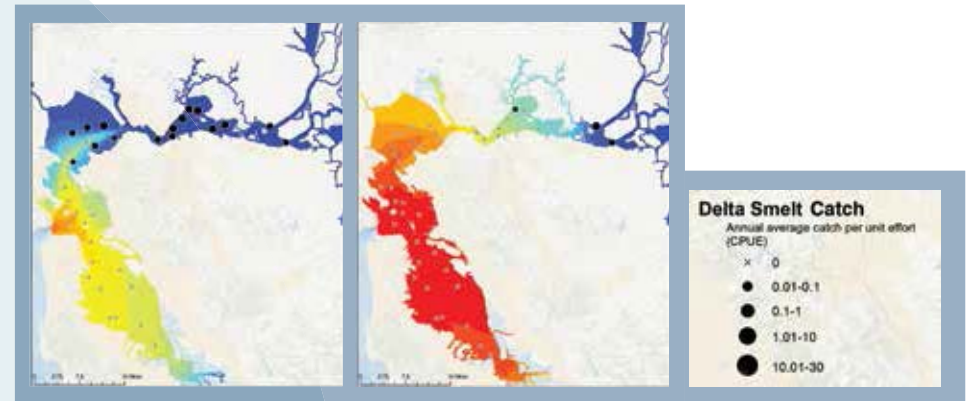 Delta Smelt Catch
Annual average catch per unit effort
(CPUE)
0
0.01-0.1
0.1-1
1.01-10
10.01-30